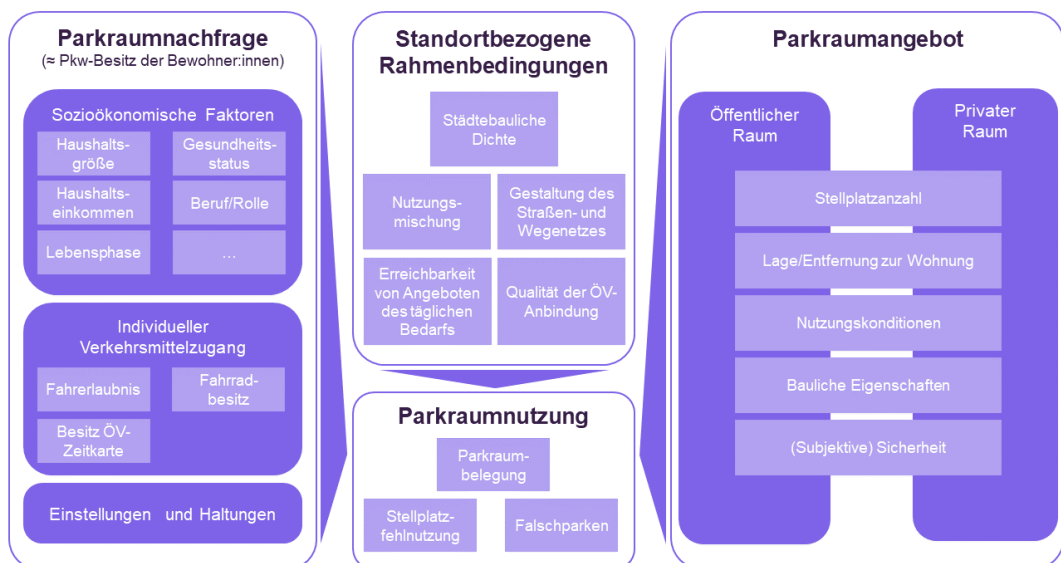 Parkraumnachfrage
(≈ Pkw-Besitz der Bewohner:innen)
Sozioökonomische Faktoren
Haushalts-
größe
Gesundheits-
status
Haushalts-
einkommen
Beruf/Rolle
Lebensphase
...
Individueller
Verkehrsmittelzugang
Fahrerlaubnis
Fahrrad-
besitz
Besitz ÖV-
Zeitkarte
Einstellungen und Haltungen
Standortbezogene
Rahmenbedingungen
Städtebauliche
Dichte
Nutzungs-
mischung
Gestaltung des
Straßen- und
Wegenetzes
Erreichbarkeit
von Angeboten
des täglichen
Bedarfs
Qualität der ÖV-
Anbindung
Parkraumnutzung
Parkraum-
belegung
Stellplatz-
fehlnutzung
Falschparken
Parkraumangebot
Öffentlicher
Raum
Privater
Raum
Stellplatzanzahl
Lage/Entfernung zur Wohnung
Nutzungskonditionen
Bauliche Eigenschaften
(Subjektive) Sicherheit